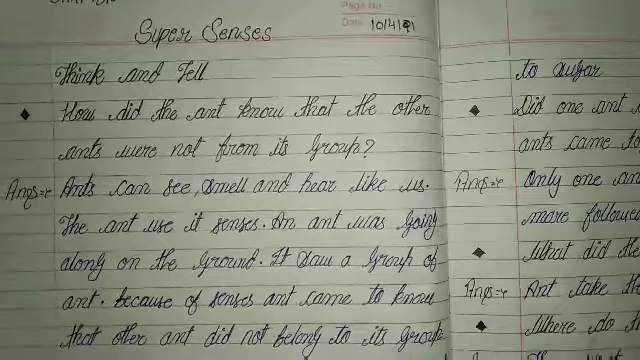 Page No
Date 10/4/21
Super Senses
Think and Tell
How did the ant know that the other
ants were not from its Group?
Ans=r Ants can see, smell and hear like us.
The ant use it senses. An ant was going
along on the Ground. It saw a Group of
ant. because of senses ant came to know
that other ant did not belong to its Group
to sugar
Did one ant
ants came to
Ans=r Only one an
more followed
What did the
Ans=r Ant take th
Where do t